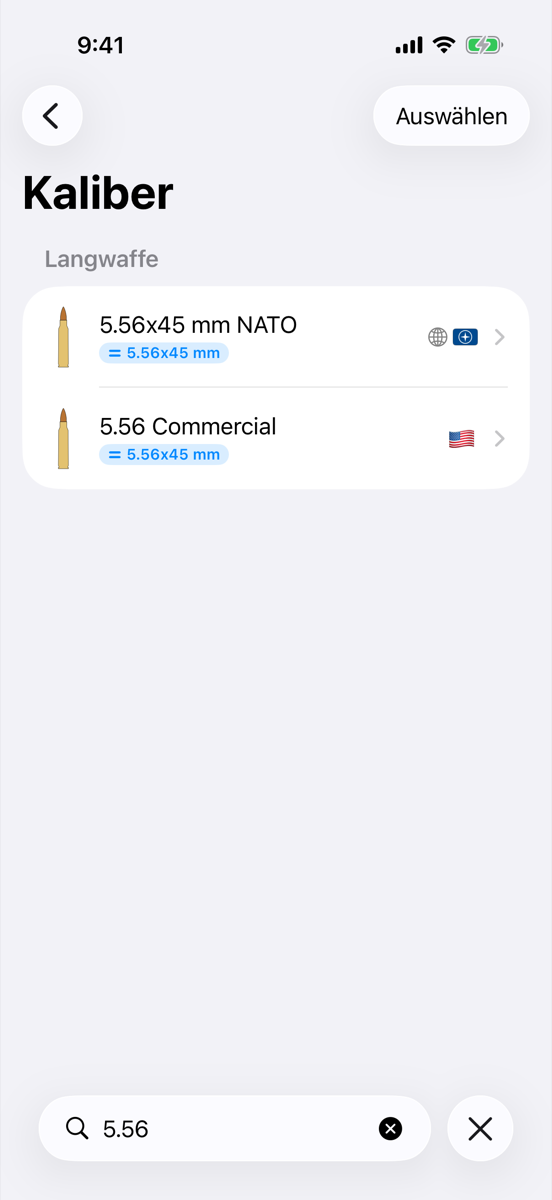 9:41
Auswählen
Kaliber
Langwaffe
5.56x45 mm NATO
= 5.56x45 mm
5.56 Commercial
= 5.56x45 mm
5.56